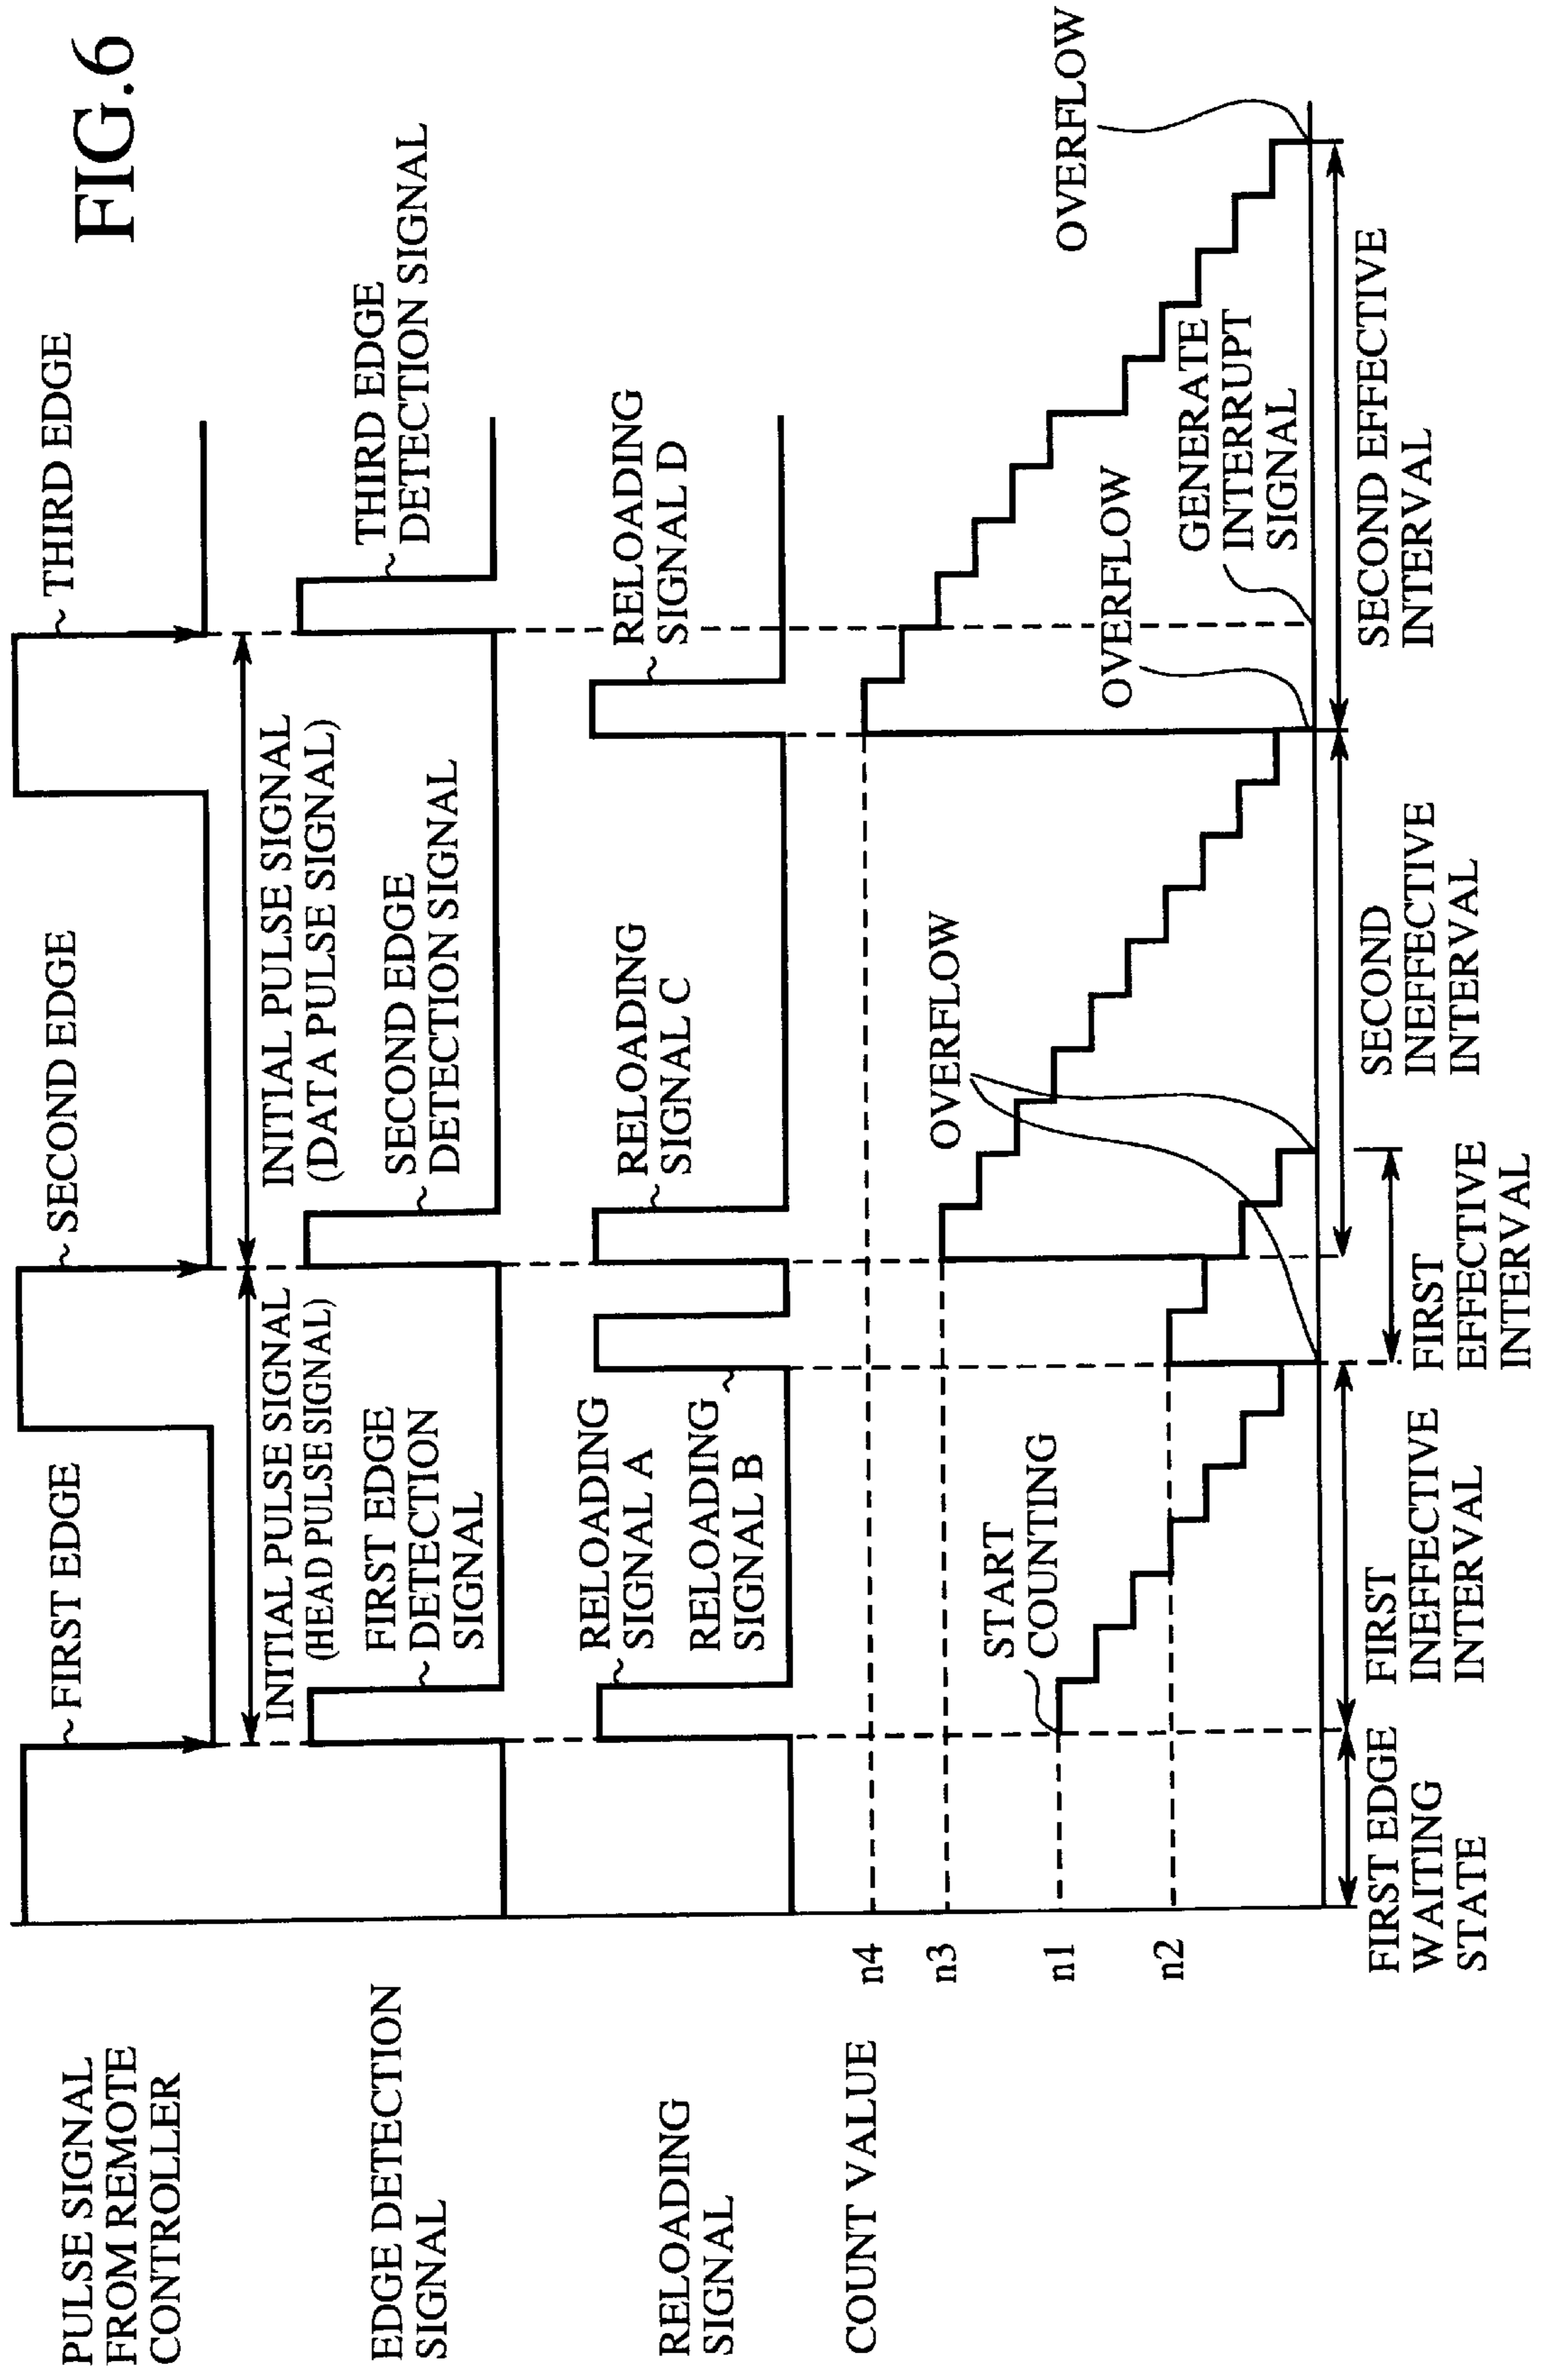 FIG.6
PULSE SIGNAL
FROM REMOTE
CONTROLLER
FIRST EDGE
SECOND EDGE
THIRD EDGE
INITIAL PULSE SIGNAL
(HEAD PULSE SIGNAL)
INITIAL PULSE SIGNAL
(DATA PULSE SIGNAL)
EDGE DETECTION
SIGNAL
FIRST EDGE
DETECTION
SIGNAL
SECOND EDGE
DETECTION SIGNAL
THIRD EDGE
DETECTION SIGNAL
RELOADING
SIGNAL
RELOADING
SIGNAL A
RELOADING
SIGNAL B
RELOADING
SIGNAL C
RELOADING
SIGNAL D
COUNT VALUE
n4
n3
n1
n2
START
COUNTING
OVERFLOW
OVERFLOW
GENERATE
INTERRUPT
SIGNAL
OVERFLOW
FIRST EDGE
WAITING
STATE
FIRST
INEFFECTIVE
INTERVAL
FIRST
EFFECTIVE
INTERVAL
SECOND
INEFFECTIVE
INTERVAL
SECOND EFFECTIVE
INTERVAL